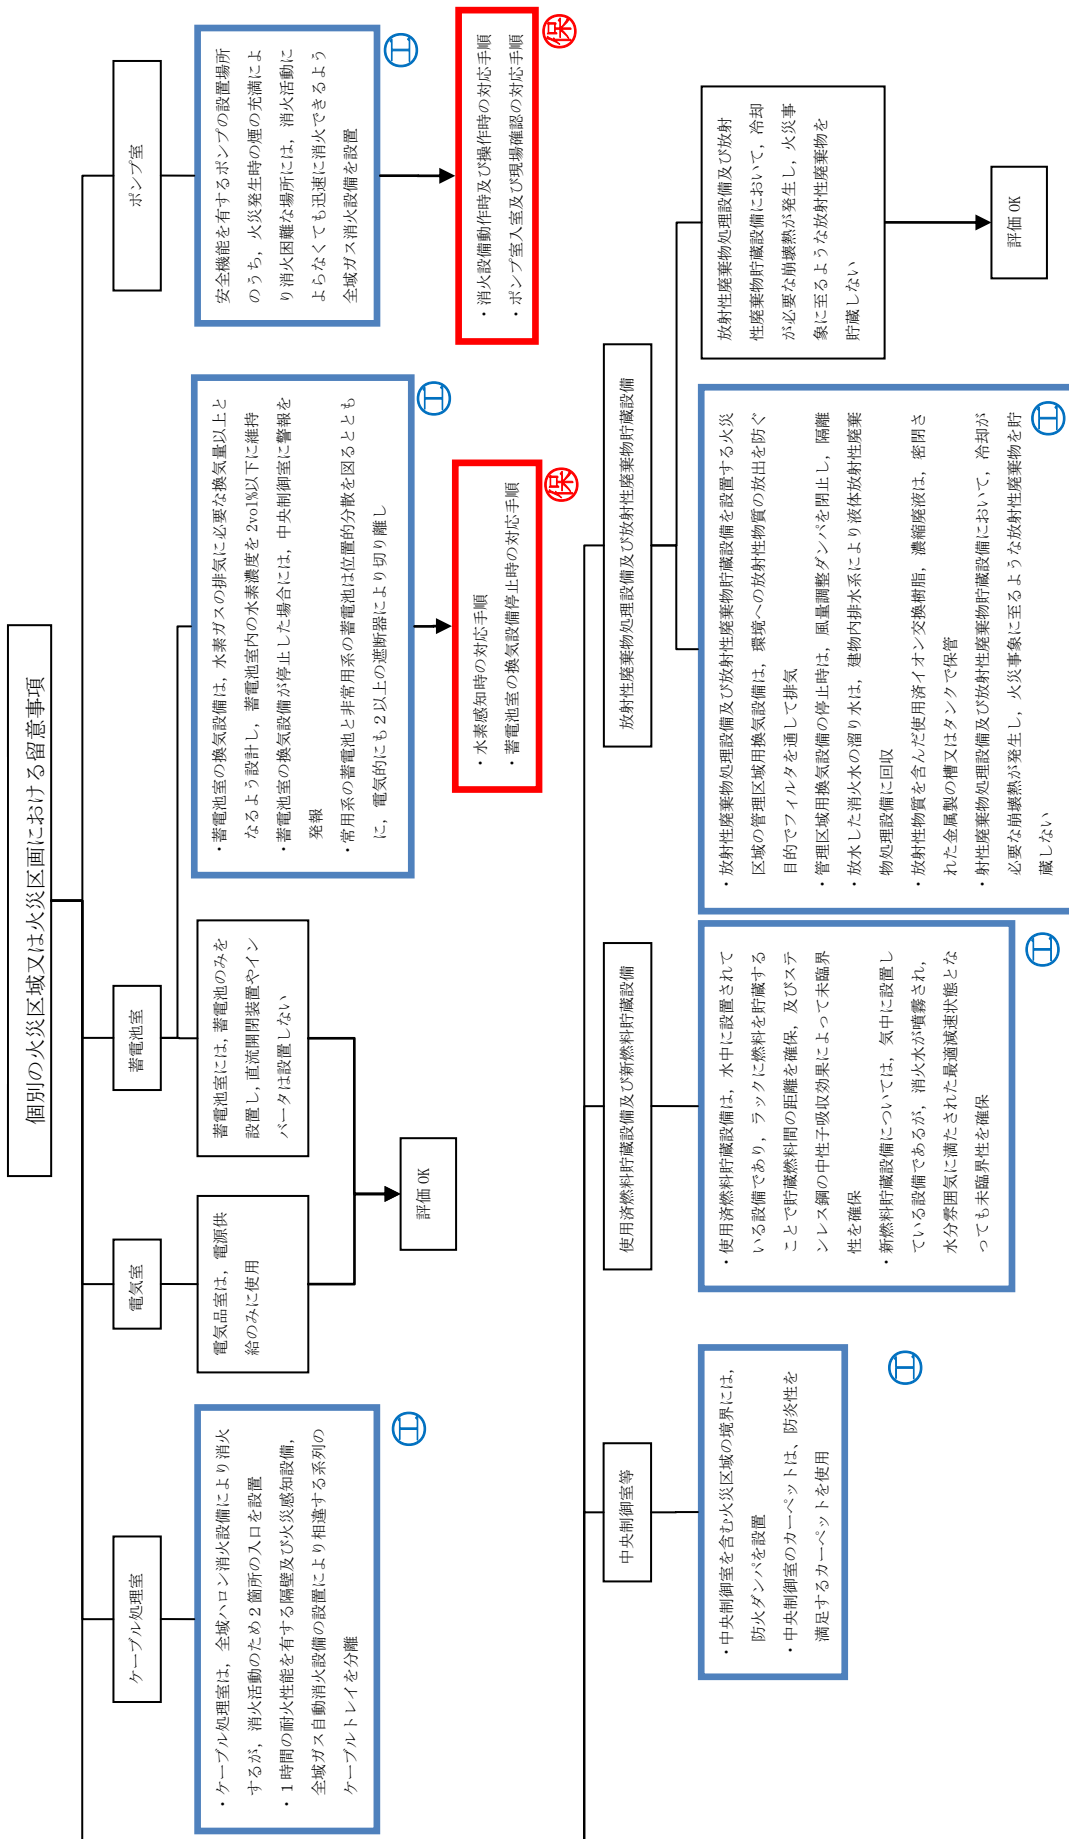 個別の火災区域又は火災区画における留意事項
ケーブル処理室
・ケーブル処理室は，全域ハロン消火設備により消火
するが，消火活動のため２箇所の入口を設置
・１時間の耐火性能を有する隔壁及び火災感知設備，
全域ガス自動消火設備の設置により相違する系列の
ケーブルトレイを分離
工
電気室
電気品室は，電源供
給のみに使用
蓄電池室
蓄電池室には，蓄電池のみを
設置し，直流開閉装置やイン
バータは設置しない
評価 OK
・蓄電池室の換気設備は，水素ガスの排気に必要な換気量以上と
なるよう設計し，蓄電池室内の水素濃度を 2vol%以下に維持
・蓄電池室の換気設備が停止した場合には，中央制御室に警報を
発報
・常用系の蓄電池と非常用系の蓄電池は位置的分散を図るととも
に，電気的にも２以上の遮断器により切り離し
工
・水素感知時の対応手順
・蓄電池室の換気設備停止時の対応手順
保
ポンプ室
安全機能を有するポンプの設置場所
のうち，火災発生時の煙の充満によ
り消火困難な場所には，消火活動に
よらなくても迅速に消火できるよう
全域ガス消火設備を設置
工
・消火設備動作時及び操作時の対応手順
・ポンプ室入室及び現場確認の対応手順
保
中央制御室等
・中央制御室を含む火災区域の境界には，
防火ダンパを設置
・中央制御室のカーペットは、防炎性を
満足するカーペットを使用
工
使用済燃料貯蔵設備及び新燃料貯蔵設備
・使用済燃料貯蔵設備は，水中に設置されて
いる設備であり，ラックに燃料を貯蔵する
ことで貯蔵燃料間の距離を確保，及びステ
ンレス鋼の中性子吸収効果によって未臨界
性を確保
・新燃料貯蔵設備については，気中に設置し
ている設備であるが，消火水が噴霧され，
水分雰囲気に満たされた最適減速状態とな
っても未臨界性を確保
工
放射性廃棄物処理設備及び放射性廃棄物貯蔵設備
・放射性廃棄物処理設備及び放射性廃棄物貯蔵設備を設置する火災
区域の管理区域用換気設備は，環境への放射性物質の放出を防ぐ
目的でフィルタを通して排気
・管理区域用換気設備の停止時は，風量調整ダンパを閉止し，隔離
・放水した消火水の溜り水は，建物内排水系により液体放射性廃棄
物処理設備に回収
・放射性物質を含んだ使用済イオン交換樹脂，濃縮廃液は，密閉さ
れた金属製の槽又はタンクで保管
・射性廃棄物処理設備及び放射性廃棄物貯蔵設備において，冷却が
必要な崩壊熱が発生し，火災事象に至るような放射性廃棄物を貯
蔵しない
工
放射性廃棄物処理設備及び放射
性廃棄物貯蔵設備において，冷却
が必要な崩壊熱が発生し，火災事
象に至るような放射性廃棄物を
貯蔵しない
評価 OK